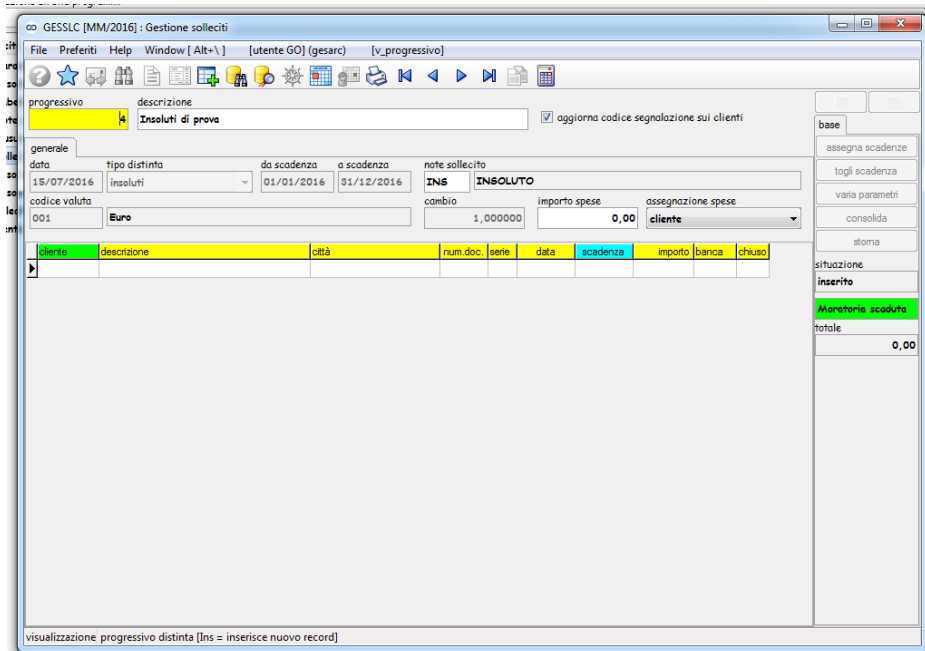 GESSLC [MM/2016] : Gestione solleciti
File Preferiti Help Window [ Alt+\ ] [utente GO] (gesarc) [v_progressivo]
progressivo descrizione
4 Insoluti di prova
aggiorna codice segnalazione sui clienti
base
generale
assegna scadenze
data tipo distinta da scadenza a scadenza note sollecito
togli scadenza
15/07/2016 insoluti 01/01/2016 31/12/2016 INS INSOLUTO
varia parametri
codice valuta cambio importo spese assegnazione spese
001 Euro 1,000000 0,00 cliente
consolida
storna
cliente descrizione città num.doc. serie data scadenza importo banca chiuso
situazione
inserito
Moratoria scaduta
totale
0,00
visualizzazione progressivo distinta [Ins = inserisce nuovo record]